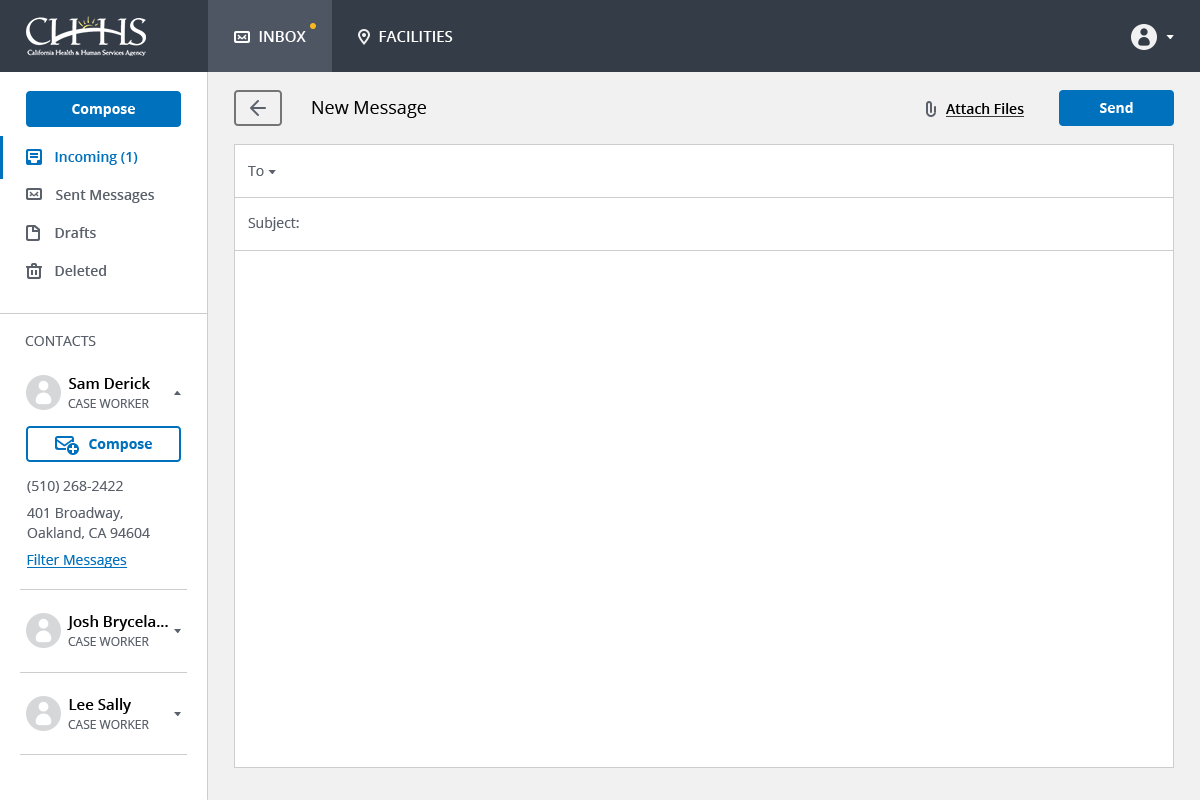 CHHS
California Health & Human Services Agency
INBOX
FACILITIES
Compose
Incoming (1)
Sent Messages
Drafts
Deleted
CONTACTS
Sam Derick
CASE WORKER
Compose
(510) 268-2422
401 Broadway,
Oakland, CA 94604
Filter Messages
Josh Brycela...
CASE WORKER
Lee Sally
CASE WORKER
New Message
Attach Files
Send
To
Subject: